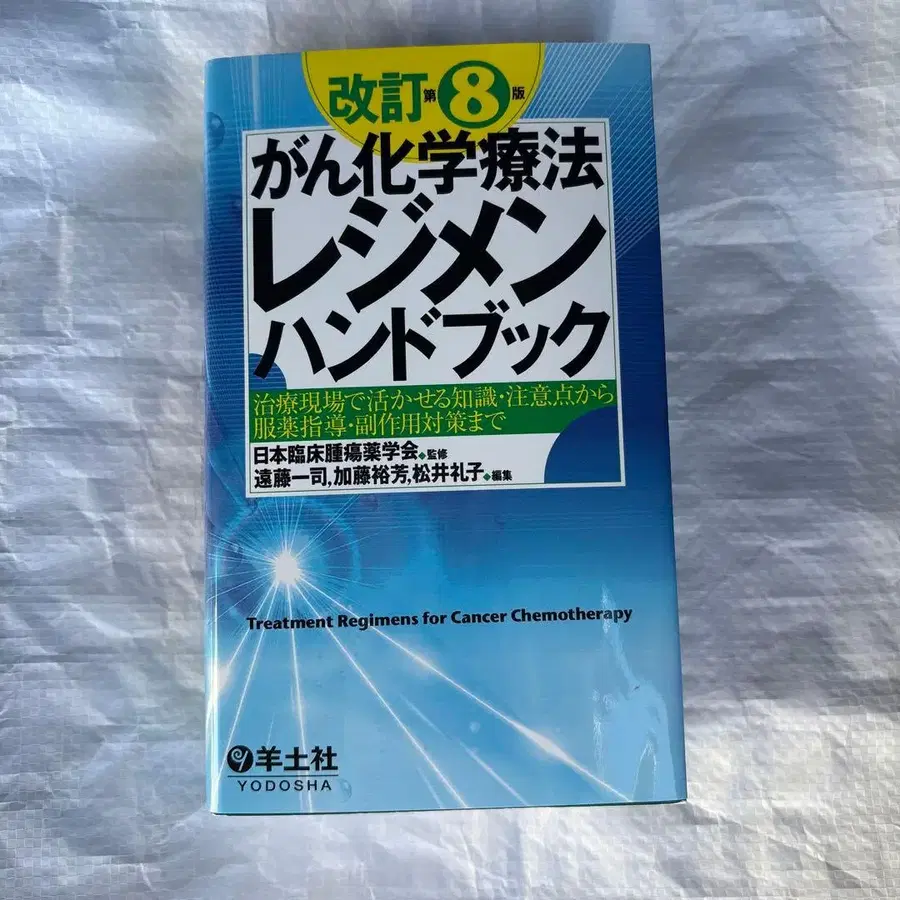 改訂第8版
がん化学療法
レジメン
ハンドブック
治療現場で活かせる知識・注意点から
服薬指導・副作用対策まで
日本臨床腫瘍薬学会◆監修
遠藤一司,加藤裕芳,松井礼子◆編集
Treatment Regimens for Cancer Chemotherapy
羊土社
YODOSHA